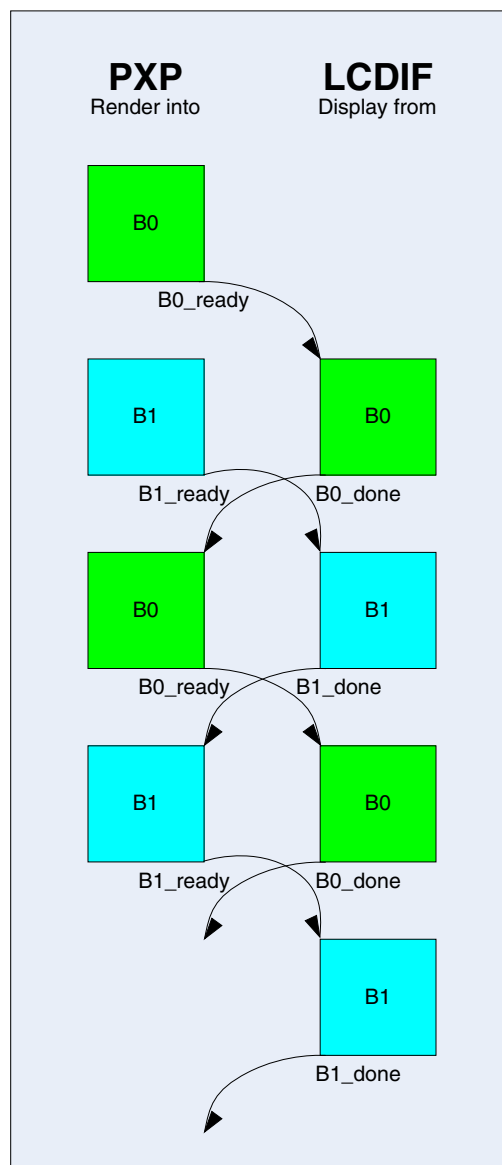 PXP
LCDIF
Render into
Display from
B0
B0_ready
B1
B0
B1_ready
B0_done
B0
B1
B0_ready
B1_done
B1
B0
B1_ready
B0_done
B1
B1_done